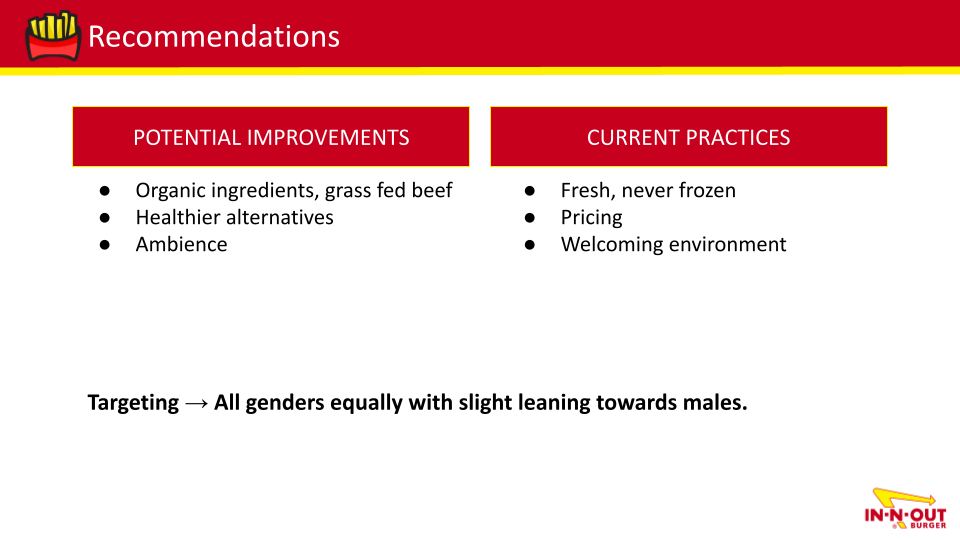 Recommendations
POTENTIAL IMPROVEMENTS
● Organic ingredients, grass fed beef
● Healthier alternatives
● Ambience
CURRENT PRACTICES
● Fresh, never frozen
● Pricing
● Welcoming environment
Targeting → All genders equally with slight leaning towards males.
IN-N-OUT
® BURGER